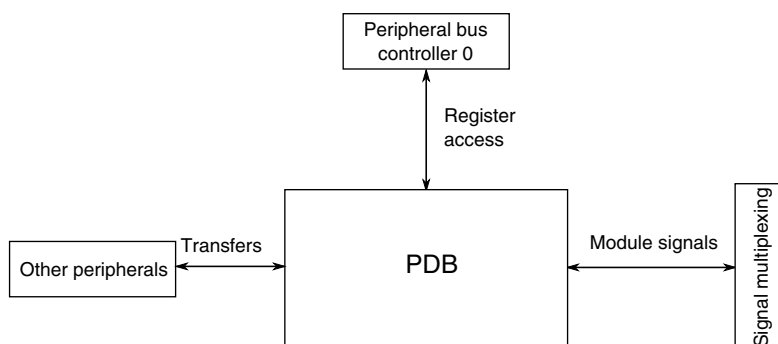 Peripheral bus
controller 0
Register
access
Signal multiplexing
Transfers
Module signals
PDB
Other peripherals